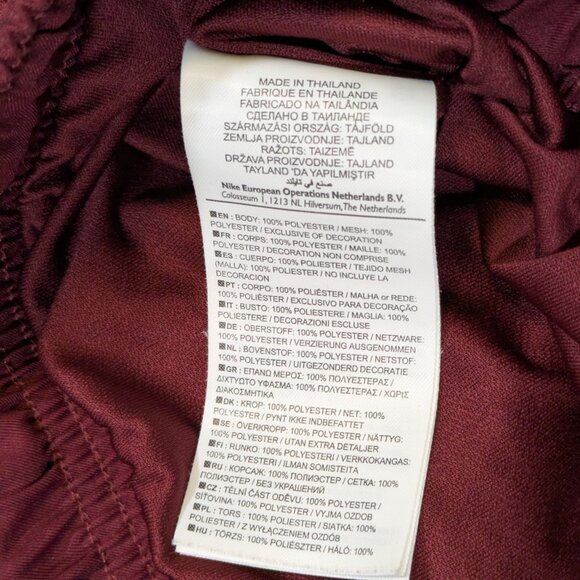 MADE IN THAILAND
FABRIQUE EN THAILANDE
FABRICADO NA TAILÂNDIA
СДЕЛАНО В ТАИЛАНДЕ
SZÁRMAZÁSI ORSZÁG: TÁJFÖLD
ZEMLJA PROIZVODNJE: TAJLAND
RAŽOTS: TAIZEMĒ
DRŽAVA PROIZVODNJE: TAJLAND
TAYLAND 'DA YAPILMIŞTIR
صنع في تايلند
Nike European Operations Netherlands B.V.
Colosseum 1, 1213 NL Hilversum, The Netherlands
EN: BODY: 100% POLYESTER / MESH: 100%
POLYESTER / EXCLUSIVE OF DECORATION
FR : CORPS: 100% POLYESTER / MAILLE: 100%
POLYESTER / DECORATION NON COMPRISE
ES : CUERPO: 100% POLIÉSTER / TEJIDO MESH
(MALLA): 100% POLIÉSTER / NO INCLUYE LA
DECORACION
PT : CORPO: 100% POLIÉSTER / MALHA or REDE:
100% POLIÉSTER / EXCLUSIVO PARA DECORAÇÃO
IT : BUSTO: 100% POLIESTERE / MAGLIA: 100%
POLIESTERE / DECORAZIONI ESCLUSE
DE : OBERSTOFF: 100% POLYESTER / NETZWARE:
100% POLYESTER / VERZIERUNG AUSGENOMMEN
NL : BOVENSTOF: 100% POLYESTER / NETSTOF:
100% POLYESTER / UITGEZONDERD DECORATIE
GR : ΕΠΑΝΩ ΜΕΡΟΣ: 100% ΠΟΛΥΕΣΤΕΡΑΣ /
ΔΙΧΤΥΩΤΟ ΥΦΑΣΜΑ: 100% ΠΟΛΥΕΣΤΕΡΑΣ / ΧΩΡΙΣ
ΔΙΑΚΟΣΜΗΤΙΚΑ
DK : KROP: 100% POLYESTER / NET: 100%
POLYESTER / PYNT IKKE INDBEFATTET
SE : ÖVERKROPP: 100% POLYESTER / NÄTTYG:
100% POLYESTER / UTAN EXTRA DETALJER
FI : RUNKO: 100% POLYESTERI / VERKKOKANGAS:
100% POLYESTERI / ILMAN SOMISTEITA
RU : КОРСАЖ: 100% ПОЛИЭСТЕР / СЕТКА: 100%
ПОЛИЭСТЕР / БЕЗ УКРАШЕНИЙ
CZ : TĚLNÍ ČÁST ODĚVU: 100% POLYESTER /
SÍŤOVINA: 100% POLYESTER / VYJMA OZDOB
PL : TORS : 100% POLIESTER / SIATKA: 100%
POLIESTER / Z WYŁĄCZENIEM OZDOB
HU : TÖRZS: 100% POLIÉSZTER / HÁLÓ: 100%